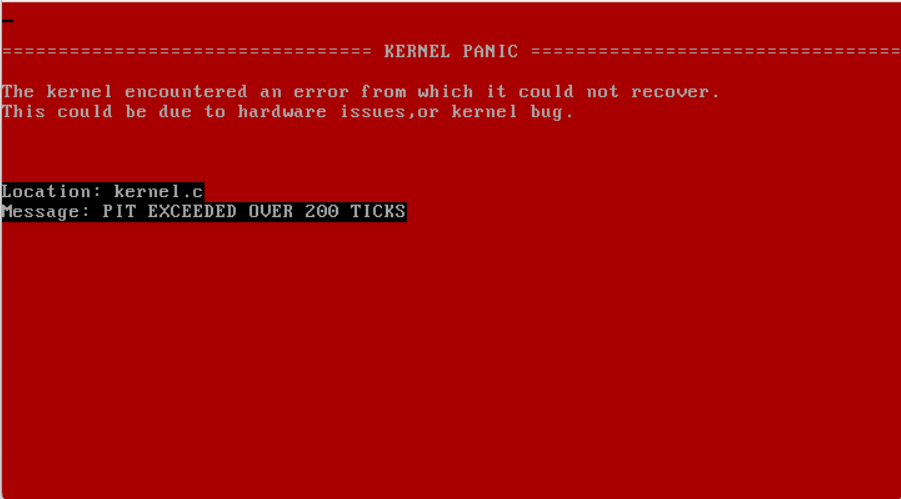 ================================= KERNEL PANIC =================================
The kernel encountered an error from which it could not recover.
This could be due to hardware issues,or kernel bug.
Location: kernel.c
Message: PIT EXCEEDED OVER 200 TICKS